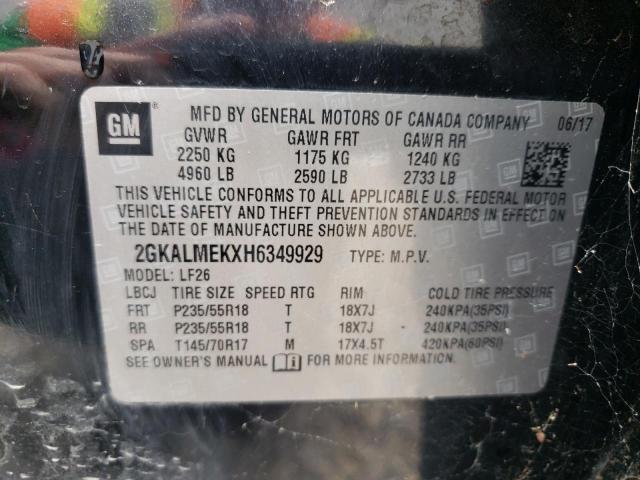 GM
MFD BY GENERAL MOTORS OF CANADA COMPANY 06/17
GVWR GAWR FRT GAWR RR
2250 KG 1175 KG 1240 KG
4960 LB 2590 LB 2733 LB
THIS VEHICLE CONFORMS TO ALL APPLICABLE U.S. FEDERAL MOTOR
VEHICLE SAFETY AND THEFT PREVENTION STANDARDS IN EFFECT ON
THE DATE OF MANUFACTURE SHOWN ABOVE.
2GKALMEKXH6349929 TYPE: M.P.V.
MODEL: LF26
LBCJ TIRE SIZE SPEED RTG RIM COLD TIRE PRESSURE
FRT P235/55R18 T 18X7J 240KPA(35PSI)
RR P235/55R18 T 18X7J 240KPA(35PSI)
SPA T145/70R17 M 17X4.5T 420KPA(60PSI)
SEE OWNER'S MANUAL FOR MORE INFORMATION